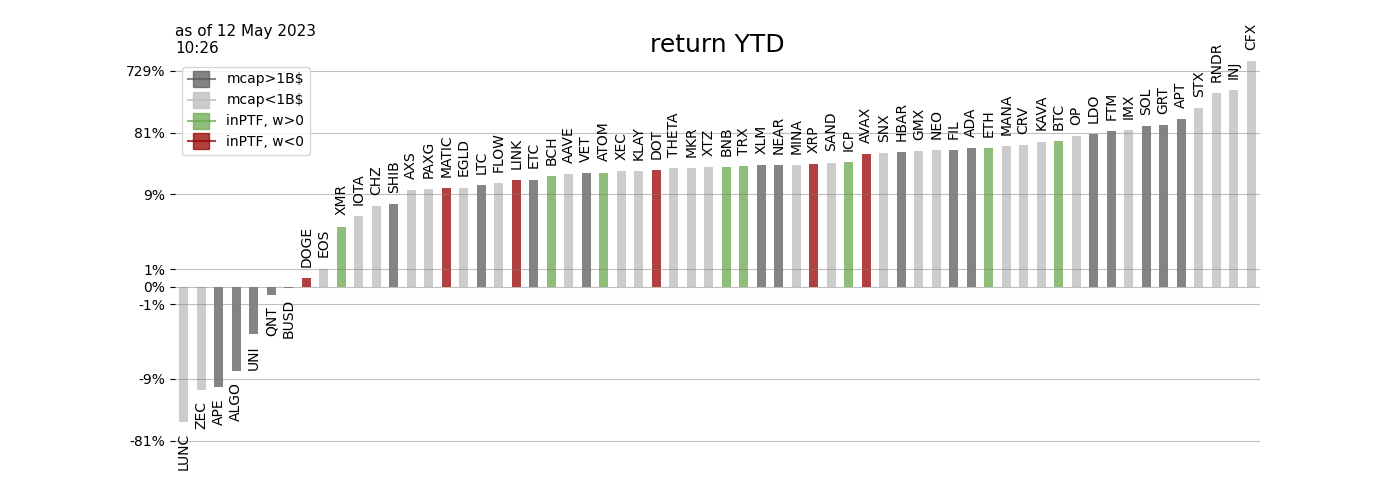 as of 12 May 2023
10:26
return YTD
mcap>1B$
mcap<1B$
inPTF, w>0
inPTF, w<0
729%
81%
9%
1%
0%
-1%
-9%
-81%
LUNC
ZEC
APE
ALGO
UNI
QNT
BUSD
DOGE
EOS
XMR
IOTA
CHZ
SHIB
AXS
PAXG
MATIC
EGLD
LTC
FLOW
LINK
ETC
BCH
AAVE
VET
ATOM
XEC
KLAY
DOT
THETA
MKR
XTZ
BNB
TRX
XLM
NEAR
MINA
XRP
SAND
ICP
AVAX
SNX
HBAR
GMX
NEO
FIL
ADA
ETH
MANA
CRV
KAVA
BTC
OP
LDO
FTM
IMX
SOL
GRT
APT
STX
RNDR
INJ
CFX